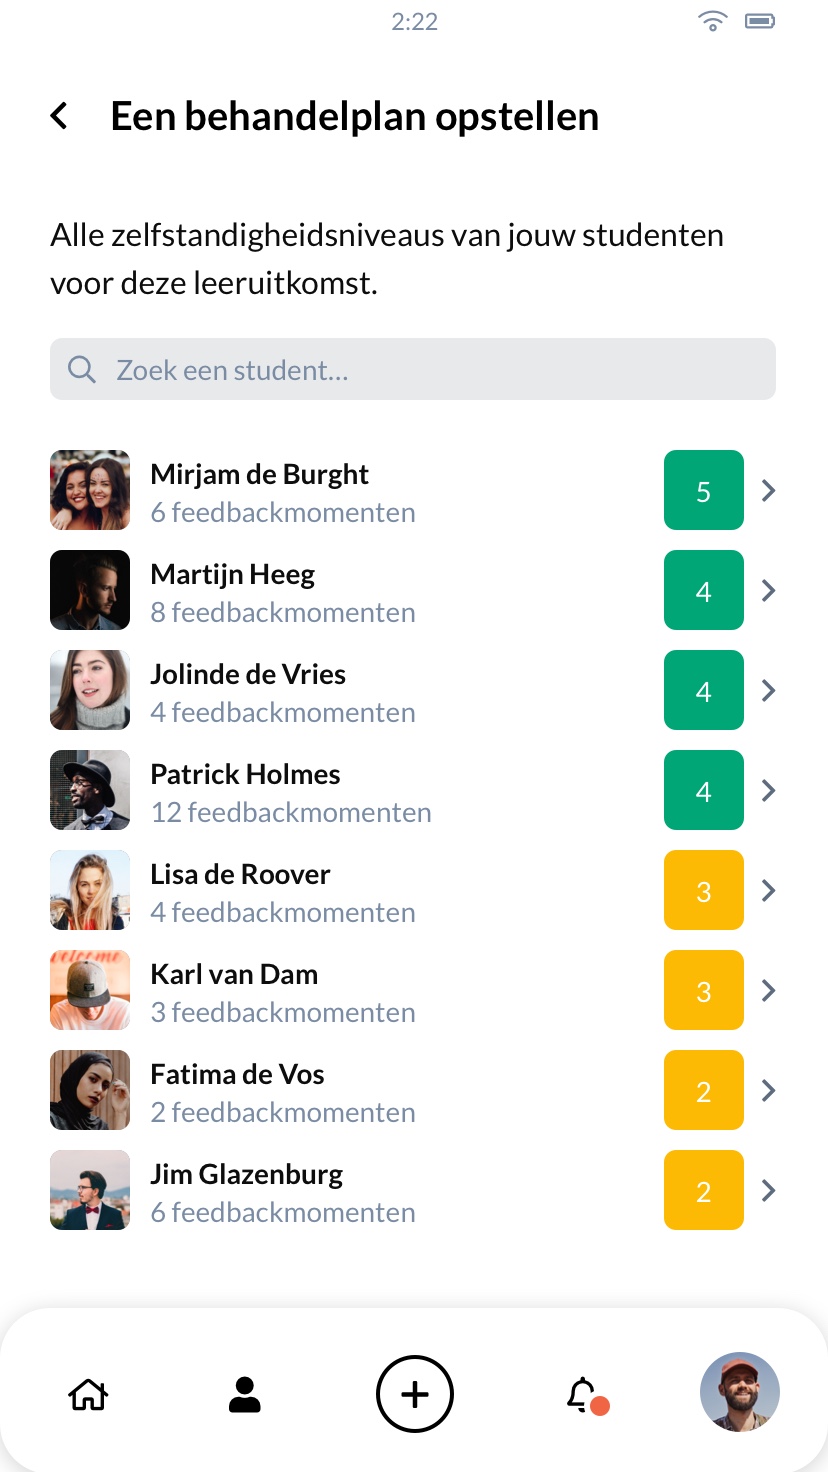 2:22
Een behandelplan opstellen
Alle zelfstandigheidsniveaus van jouw studenten
voor deze leeruitkomst.
Zoek een student...
Mirjam de Burght
6 feedbackmomenten
5
Martijn Heeg
8 feedbackmomenten
4
Jolinde de Vries
4 feedbackmomenten
4
Patrick Holmes
12 feedbackmomenten
4
Lisa de Roover
4 feedbackmomenten
3
welcome
Karl van Dam
3 feedbackmomenten
3
Fatima de Vos
2 feedbackmomenten
2
Jim Glazenburg
6 feedbackmomenten
2